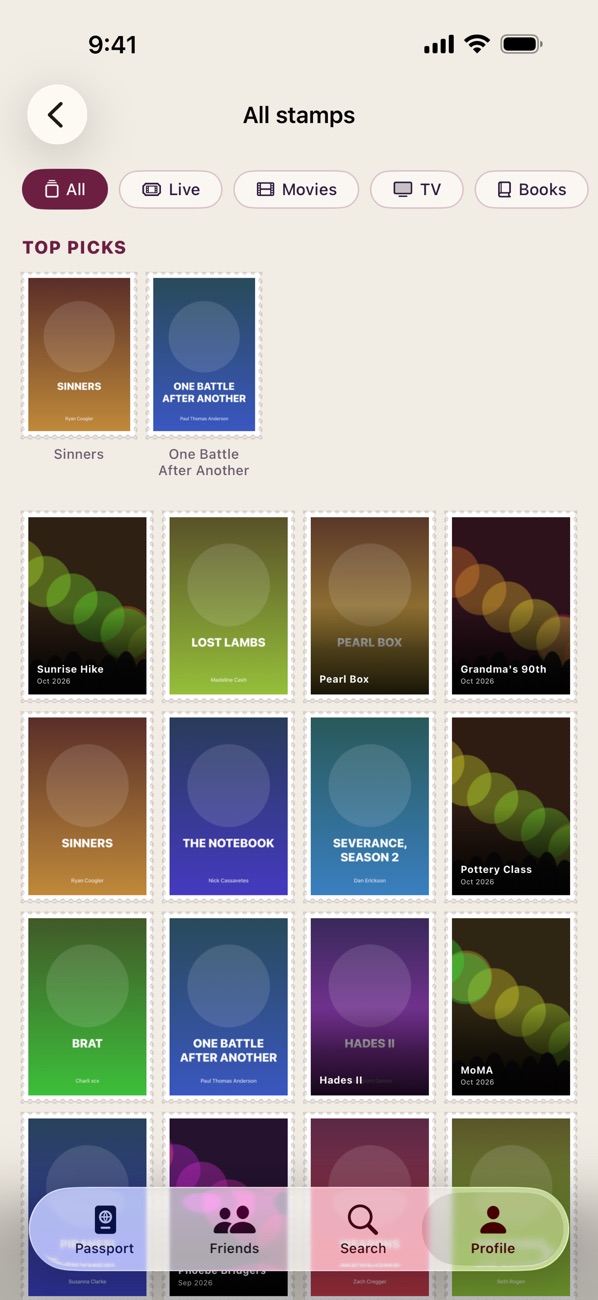 9:41
All stamps
All
Live
Movies
TV
Books
TOP PICKS
SINNERS
Ryan Coogler
ONE BATTLE
AFTER ANOTHER
Paul Thomas Anderson
Sinners
One Battle
After Another
Sunrise Hike
Oct 2026
LOST LAMBS
Madeline Cash
PEARL BOX
Pearl Box
Grandma's 90th
Oct 2026
SINNERS
Ryan Coogler
THE NOTEBOOK
Nick Cassavetes
SEVERANCE,
SEASON 2
Dan Erickson
Pottery Class
Oct 2026
BRAT
Charli xcx
ONE BATTLE
AFTER ANOTHER
Paul Thomas Anderson
HADES II
Hades II
MoMA
Oct 2026
Passport
Friends
Search
Profile
Susanna Clarke
Phoebe Bridgers
Sep 2026
Zach Cregger
Seth Rogen